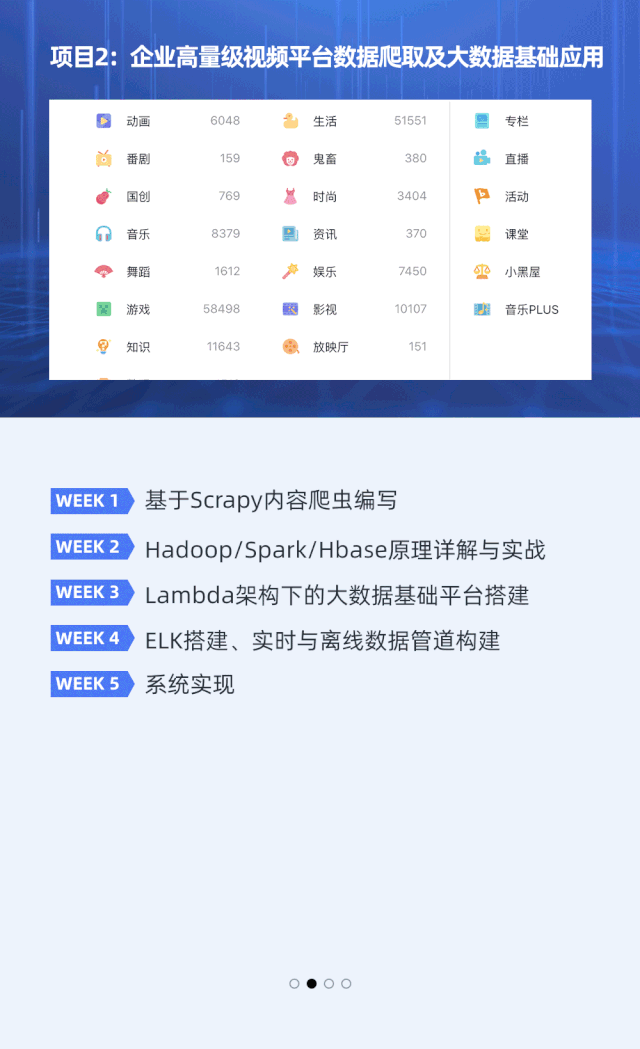 项目2：企业高量级视频平台数据爬取及大数据基础应用
动画 6048 生活 51551 专栏
番剧 159 鬼畜 380 直播
国创 769 时尚 3404 活动
音乐 8379 资讯 370 课堂
舞蹈 1612 娱乐 7450 小黑屋
游戏 58498 影视 10107 音乐PLUS
知识 11643 放映厅 151
WEEK 1 基于Scrapy内容爬虫编写
WEEK 2 Hadoop/Spark/Hbase原理详解与实战
WEEK 3 Lambda架构下的大数据基础平台搭建
WEEK 4 ELK搭建、实时与离线数据管道构建
WEEK 5 系统实现